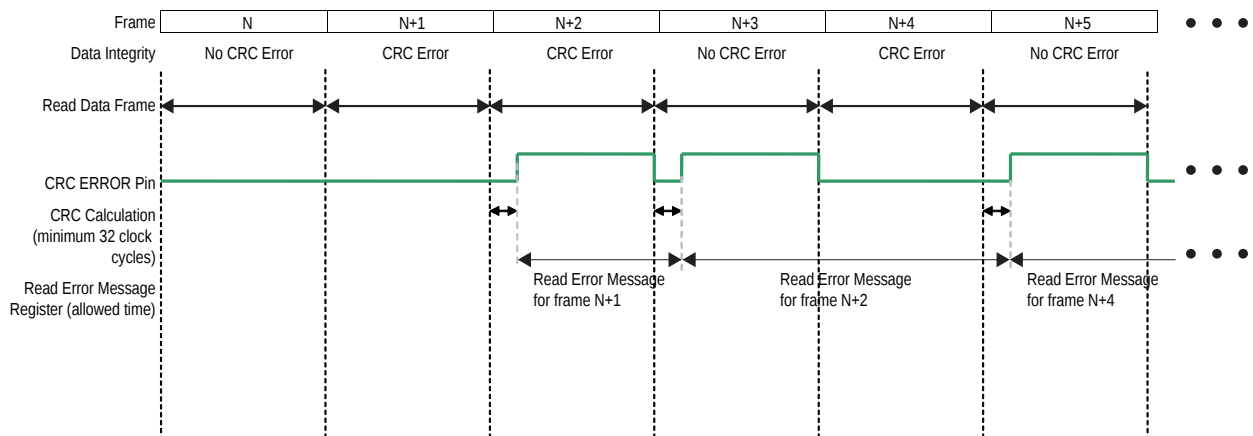 Frame N N+1 N+2 N+3 N+4 N+5
Data Integrity No CRC Error CRC Error CRC Error No CRC Error CRC Error No CRC Error
Read Data Frame
CRC ERROR Pin
CRC Calculation
(minimum 32 clock
cycles)
Read Error Message
Register (allowed time)
Read Error Message
for frame N+1
Read Error Message
for frame N+2
Read Error Message
for frame N+4